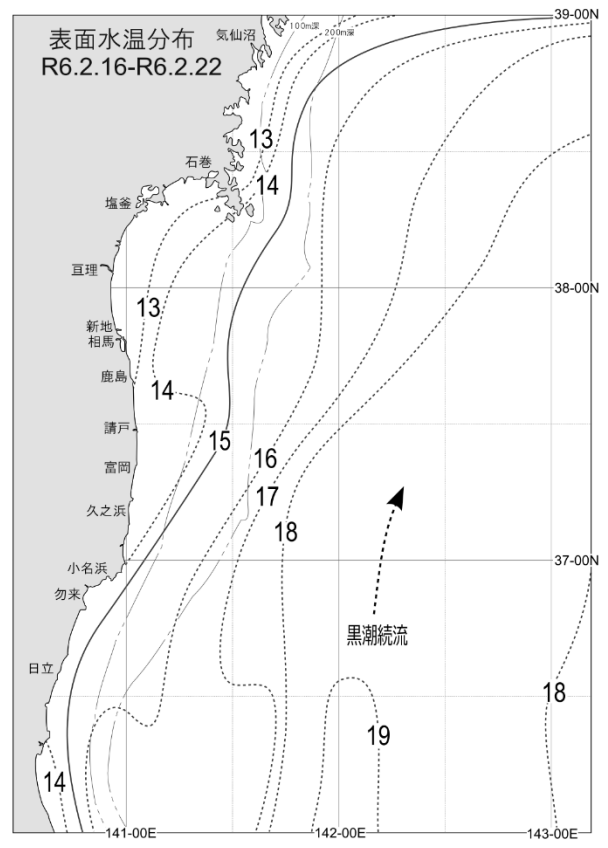 39-00N
表面水温分布
R6.2.16-R6.2.22
気仙沼
100m深
200m深
13
石巻
14
塩釜
亘理
38-00N
13
新地
相馬
鹿島
14
請戸
15
富岡
16
17
久之浜
18
37-00N
小名浜
勿来
黒潮続流
日立
18
19
14
141-00E
142-00E
143-00E